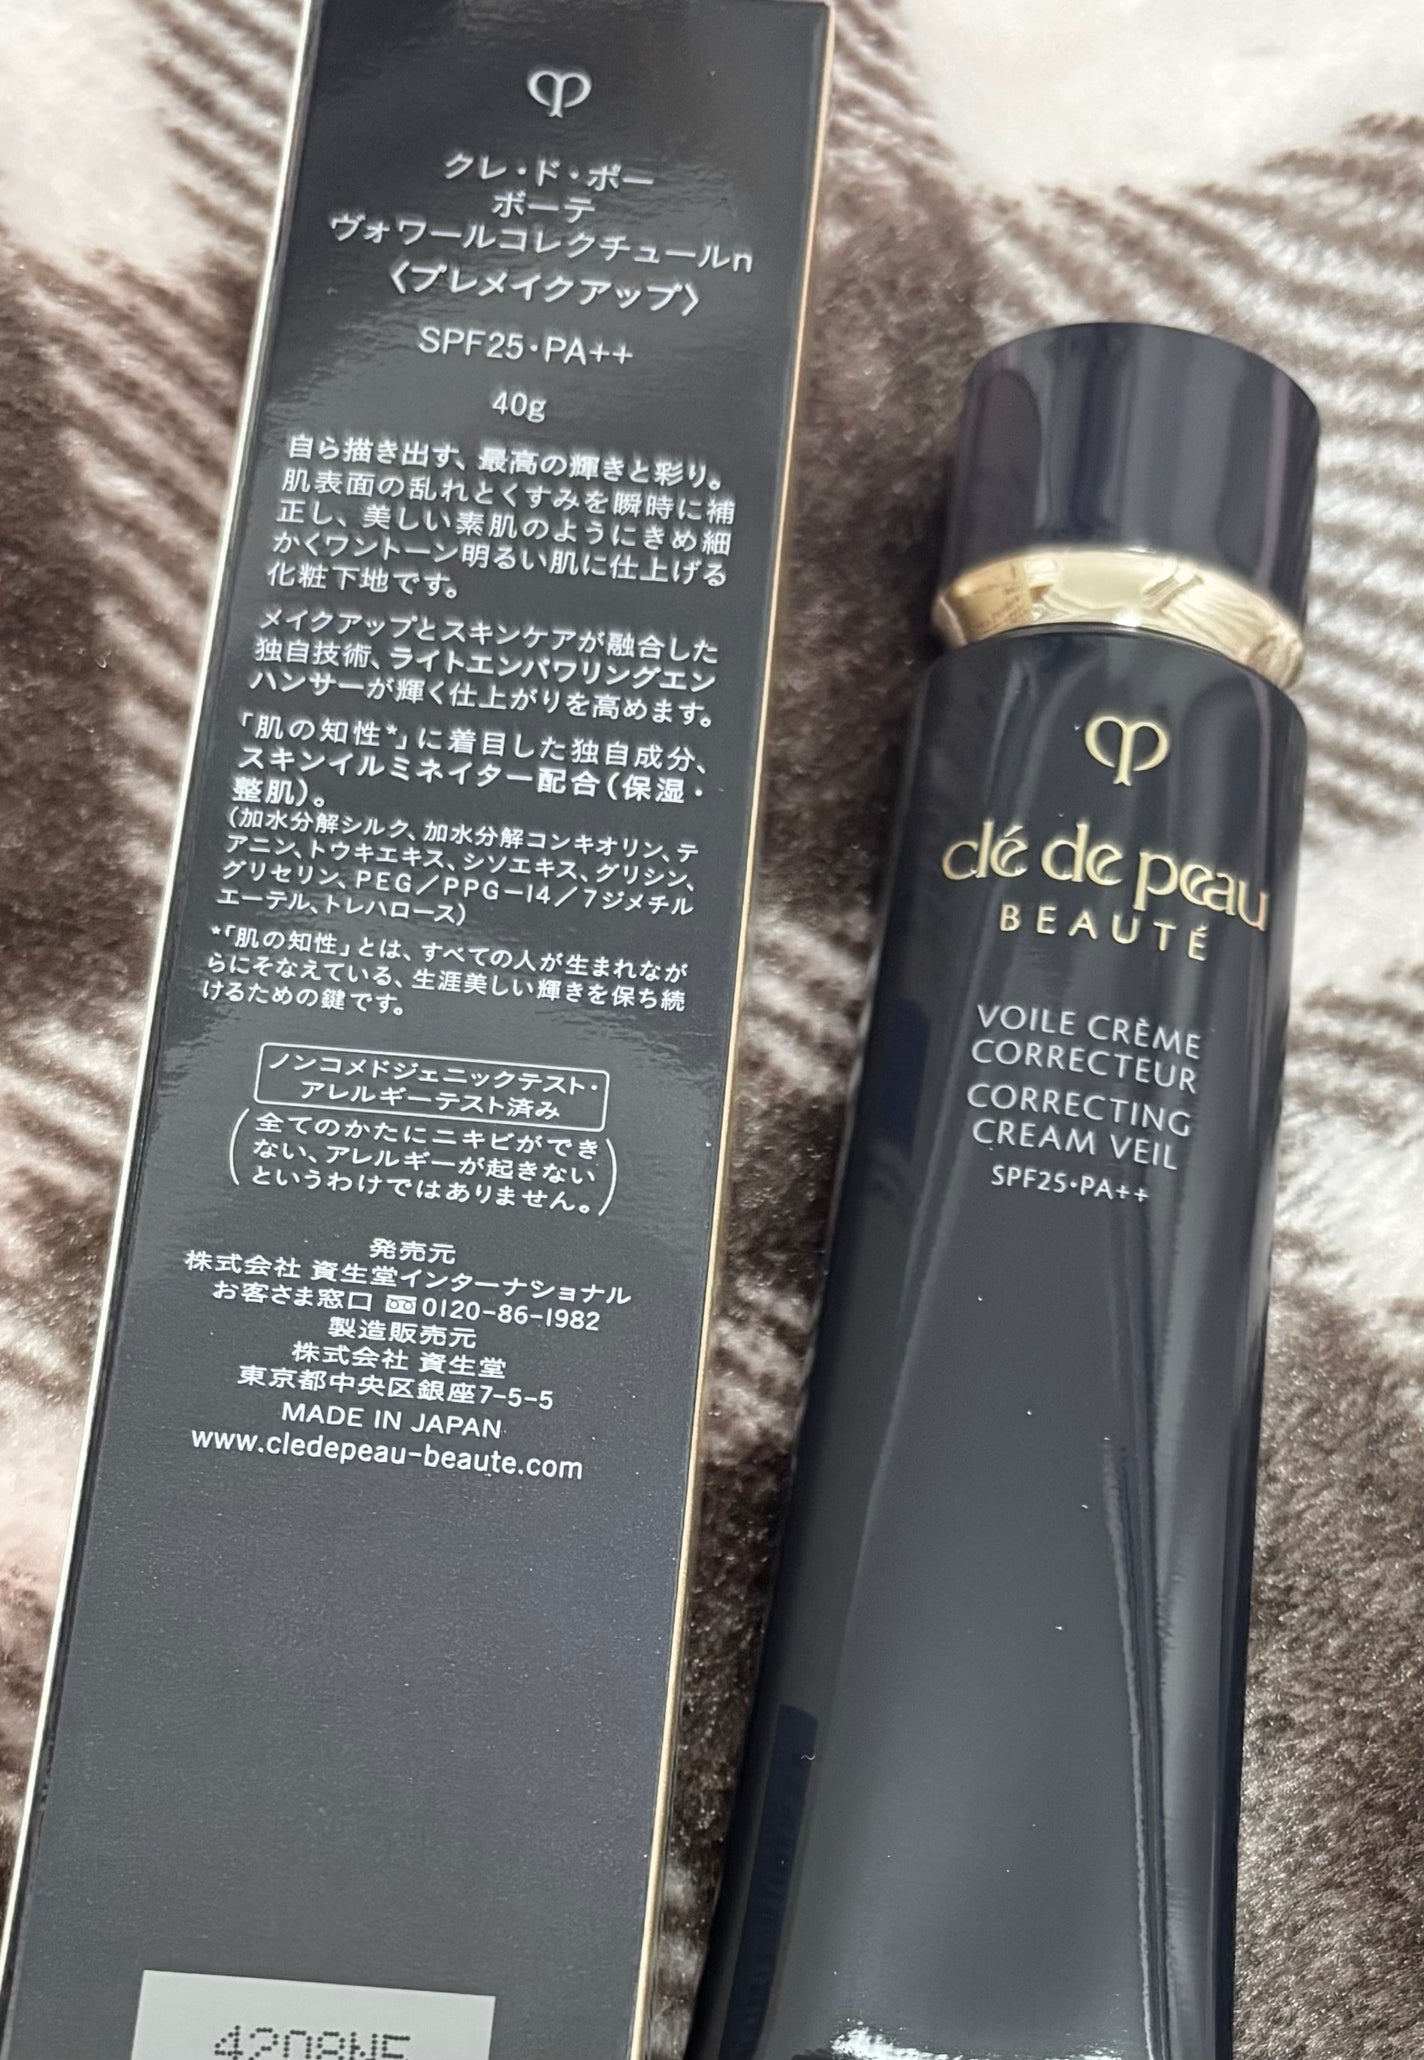 クレ・ド・ポー
ボーテ
ヴォワールコレクチュールn
〈プレメイクアップ〉
SPF25・PA++
40g
自ら描き出す、最高の輝きと彩り。
肌表面の乱れとくすみを瞬時に補
正し、美しい素肌のようにきめ細
かくワントーン明るい肌に仕上げる
化粧下地です。
メイクアップとスキンケアが融合した
独自技術、ライトエンパワリングエン
ハンサーが輝く仕上がりを高めます。
「肌の知性*」に着目した独自成分、
スキンイルミネイター配合(保湿・
整肌)。
(加水分解シルク、加水分解コンキオリン、テ
アニン、トウキエキス、シソエキス、グリシン、
グリセリン、PEG/PPG-14/7ジメチル
エーテル、トレハロース)
*「肌の知性」とは、すべての人が生まれなが
らにそなえている、生涯美しい輝きを保ち続
けるための鍵です。
ノンコメドジェニックテスト・
アレルギーテスト済み
(全てのかたにニキビができ
ない、アレルギーが起きない
というわけではありません。)
発売元
株式会社 資生堂インターナショナル
お客さま窓口 0120-86-1982
製造販売元
株式会社 資生堂
東京都中央区銀座7-5-5
MADE IN JAPAN
www.cledepeau-beaute.com
clé de peau
BEAUTÉ
VOILE CRÈME
CORRECTEUR
CORRECTING
CREAM VEIL
SPF25・PA++